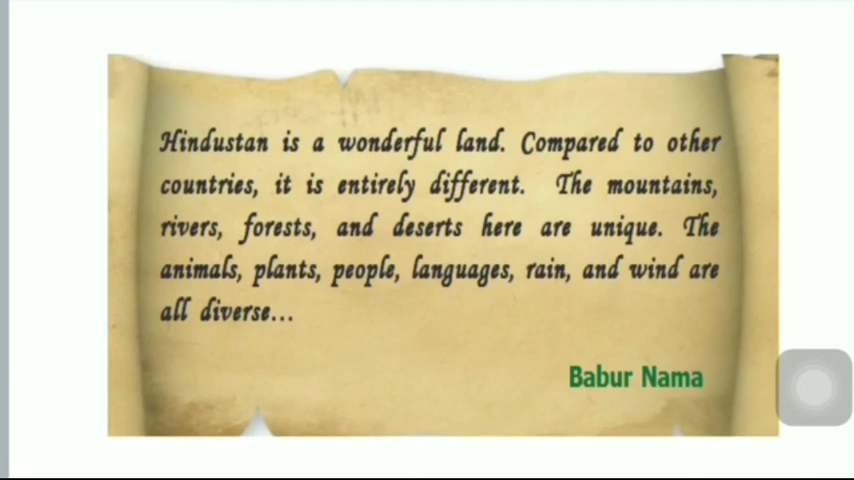 Hindustan is a wonderful land. Compared to other
countries, it is entirely different. The mountains,
rivers, forests, and deserts here are unique. The
animals, plants, people, languages, rain, and wind are
all diverse...
Babur Nama